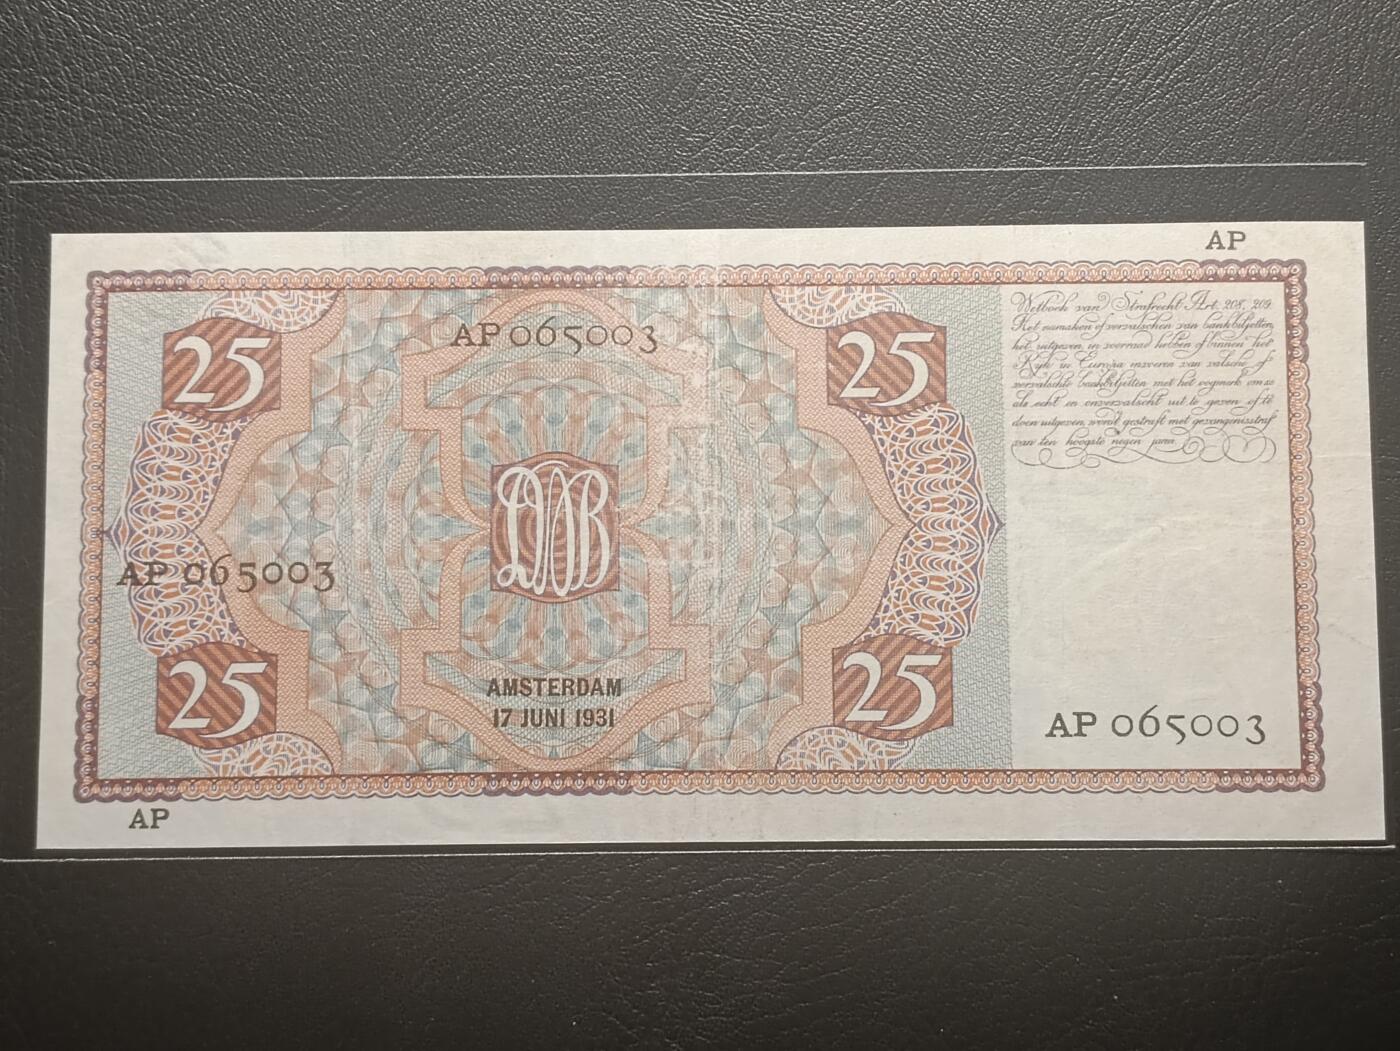 AP
Wetboek van Strafrecht Art. 208, 209.
Het namaken of vervalschen van bankbiljetten,
het uitgeven, in voorraad hebben of binnen het
Rijk in Europa invoeren van valsche of
vervalschte bankbiljetten met het oogmerk om ze
als echt en onvervalscht uit te geven of te
doen uitgeven, wordt gestraft met gevangenisstraf
van ten hoogste negen jaren.
AP 065003
25
25
DNB
AP 065003
25
25
AMSTERDAM
17 JUNI 1931
AP 065003
AP